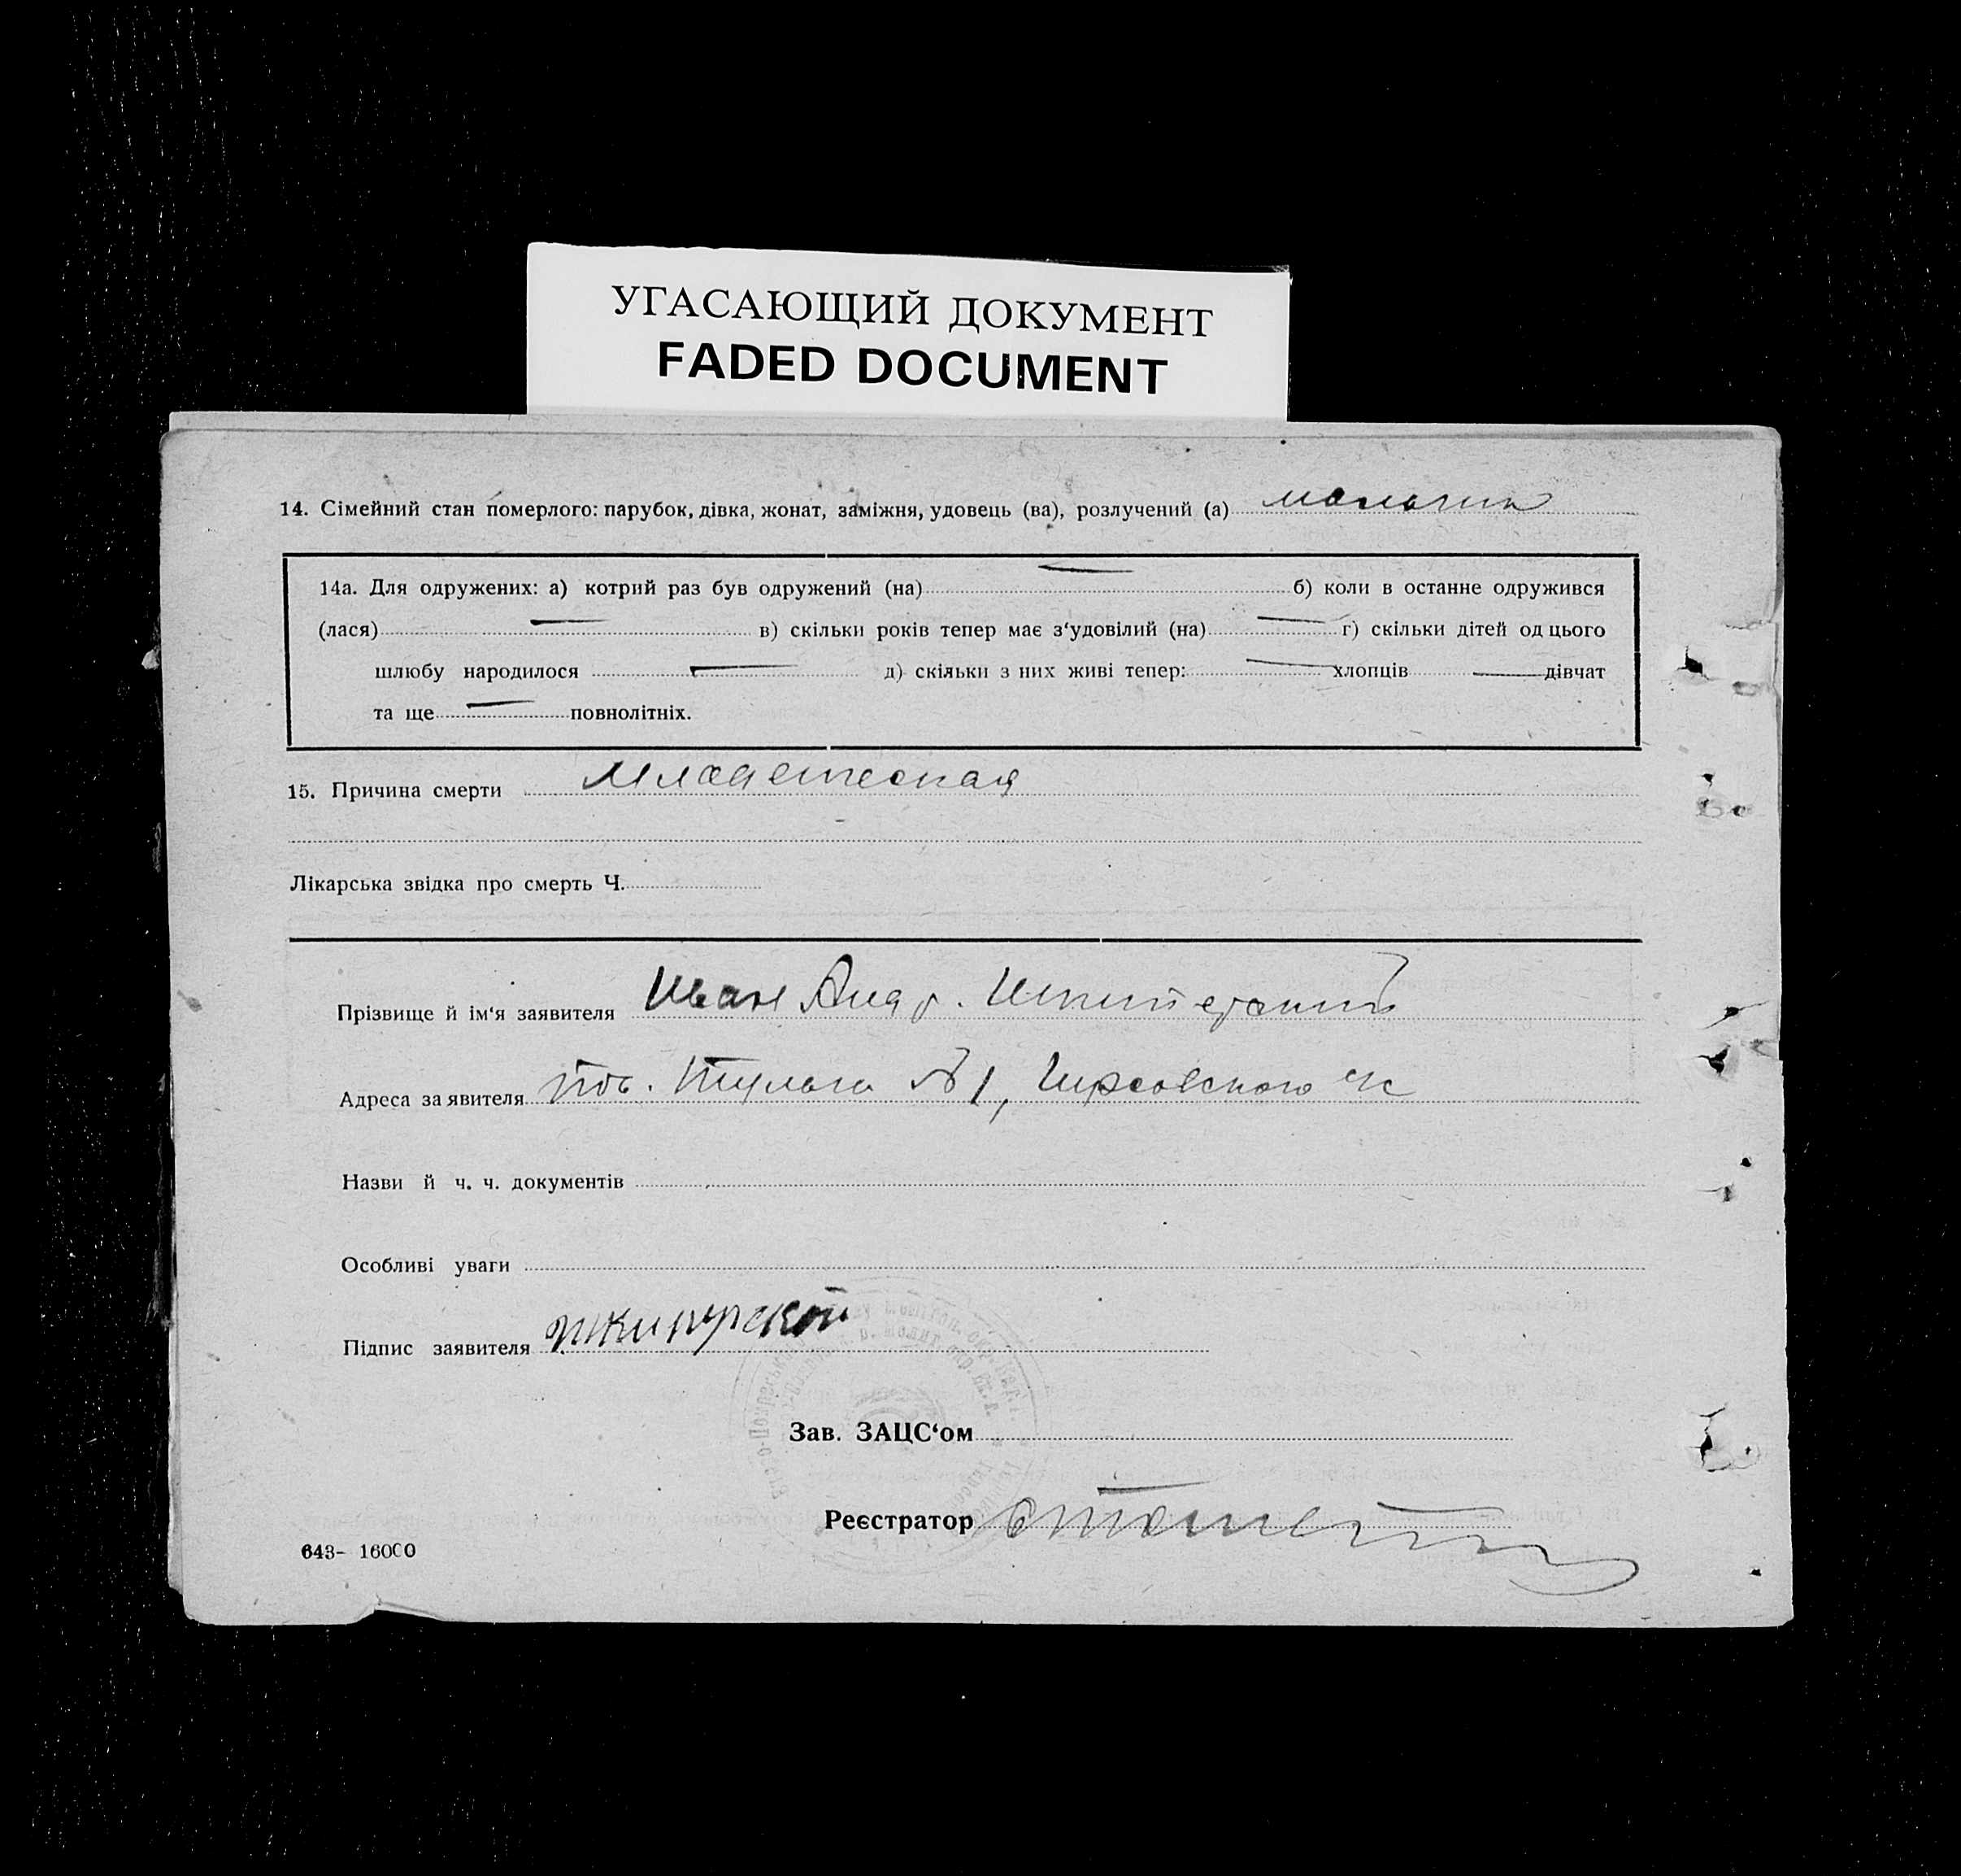 УГАСАЮЩИЙ ДОКУМЕНТ
FADED DOCUMENT
14. Сімейний стан померлого: парубок, дівка, жонат, заміжня, удовець (ва), розлучений (а) мальчик
14а. Для одружених: а) котрий раз був одружений (на) — б) коли в останне одружився
(лася) — в) скільки років тепер має з‘удовілий (на) — г) скільки дітей од цього
шлюбу народилося — д) скільки з них живі тепер: — хлопців — дівчат
та ще — повнолітніх.
15. Причина смерти Младенческая
Лікарська звідка про смерть Ч.
Прізвище й ім‘я заявителя Иван Анд.
Адреса заявителя №1,
Назви й ч. ч. документів
Особливі уваги
Підпис заявителя
Зав. ЗАЦС‘ом
Реєстратор
643- 16000